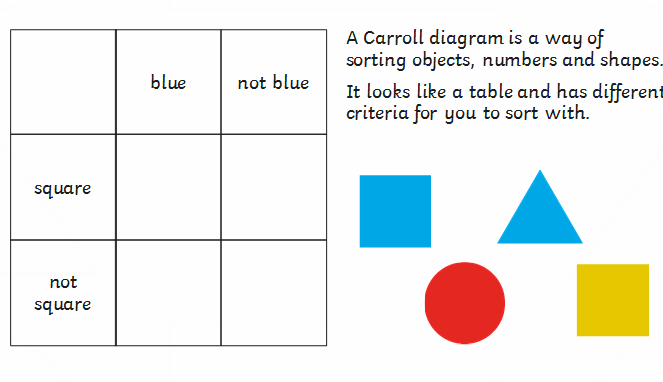 blue
not blue
square
not
square
A Carroll diagram is a way of
sorting objects, numbers and shapes.
It looks like a table and has different
criteria for you to sort with.